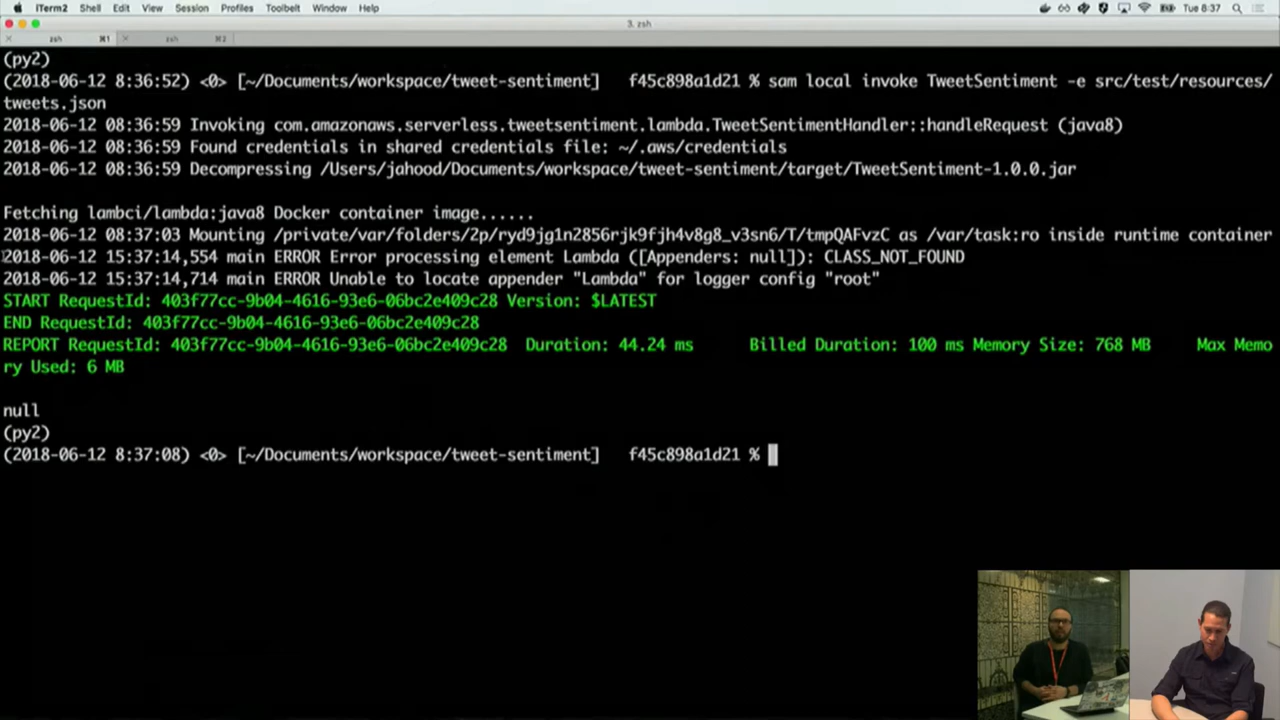 iTerm2 Shell Edit View Session Profiles Toolbelt Window Help Tue 8:37
3. zsh
zsh ⌘1 zsh ⌘2
(py2)
(2018-06-12 8:36:52) <0> [~/Documents/workspace/tweet-sentiment] f45c898a1d21 % sam local invoke TweetSentiment -e src/test/resources/
tweets.json
2018-06-12 08:36:59 Invoking com.amazonaws.serverless.tweetsentiment.lambda.TweetSentimentHandler::handleRequest (java8)
2018-06-12 08:36:59 Found credentials in shared credentials file: ~/.aws/credentials
2018-06-12 08:36:59 Decompressing /Users/jahood/Documents/workspace/tweet-sentiment/target/TweetSentiment-1.0.0.jar
Fetching lambci/lambda:java8 Docker container image......
2018-06-12 08:37:03 Mounting /private/var/folders/2p/ryd9jg1n2856rjk9fjh4v8g8_v3sn6/T/tmpQAFvzC as /var/task:ro inside runtime container
2018-06-12 15:37:14,554 main ERROR Error processing element Lambda ([Appenders: null]): CLASS_NOT_FOUND
2018-06-12 15:37:14,714 main ERROR Unable to locate appender "Lambda" for logger config "root"
START RequestId: 403f77cc-9b04-4616-93e6-06bc2e409c28 Version: $LATEST
END RequestId: 403f77cc-9b04-4616-93e6-06bc2e409c28
REPORT RequestId: 403f77cc-9b04-4616-93e6-06bc2e409c28 Duration: 44.24 ms Billed Duration: 100 ms Memory Size: 768 MB Max Memo
ry Used: 6 MB
null
(py2)
(2018-06-12 8:37:08) <0> [~/Documents/workspace/tweet-sentiment] f45c898a1d21 %